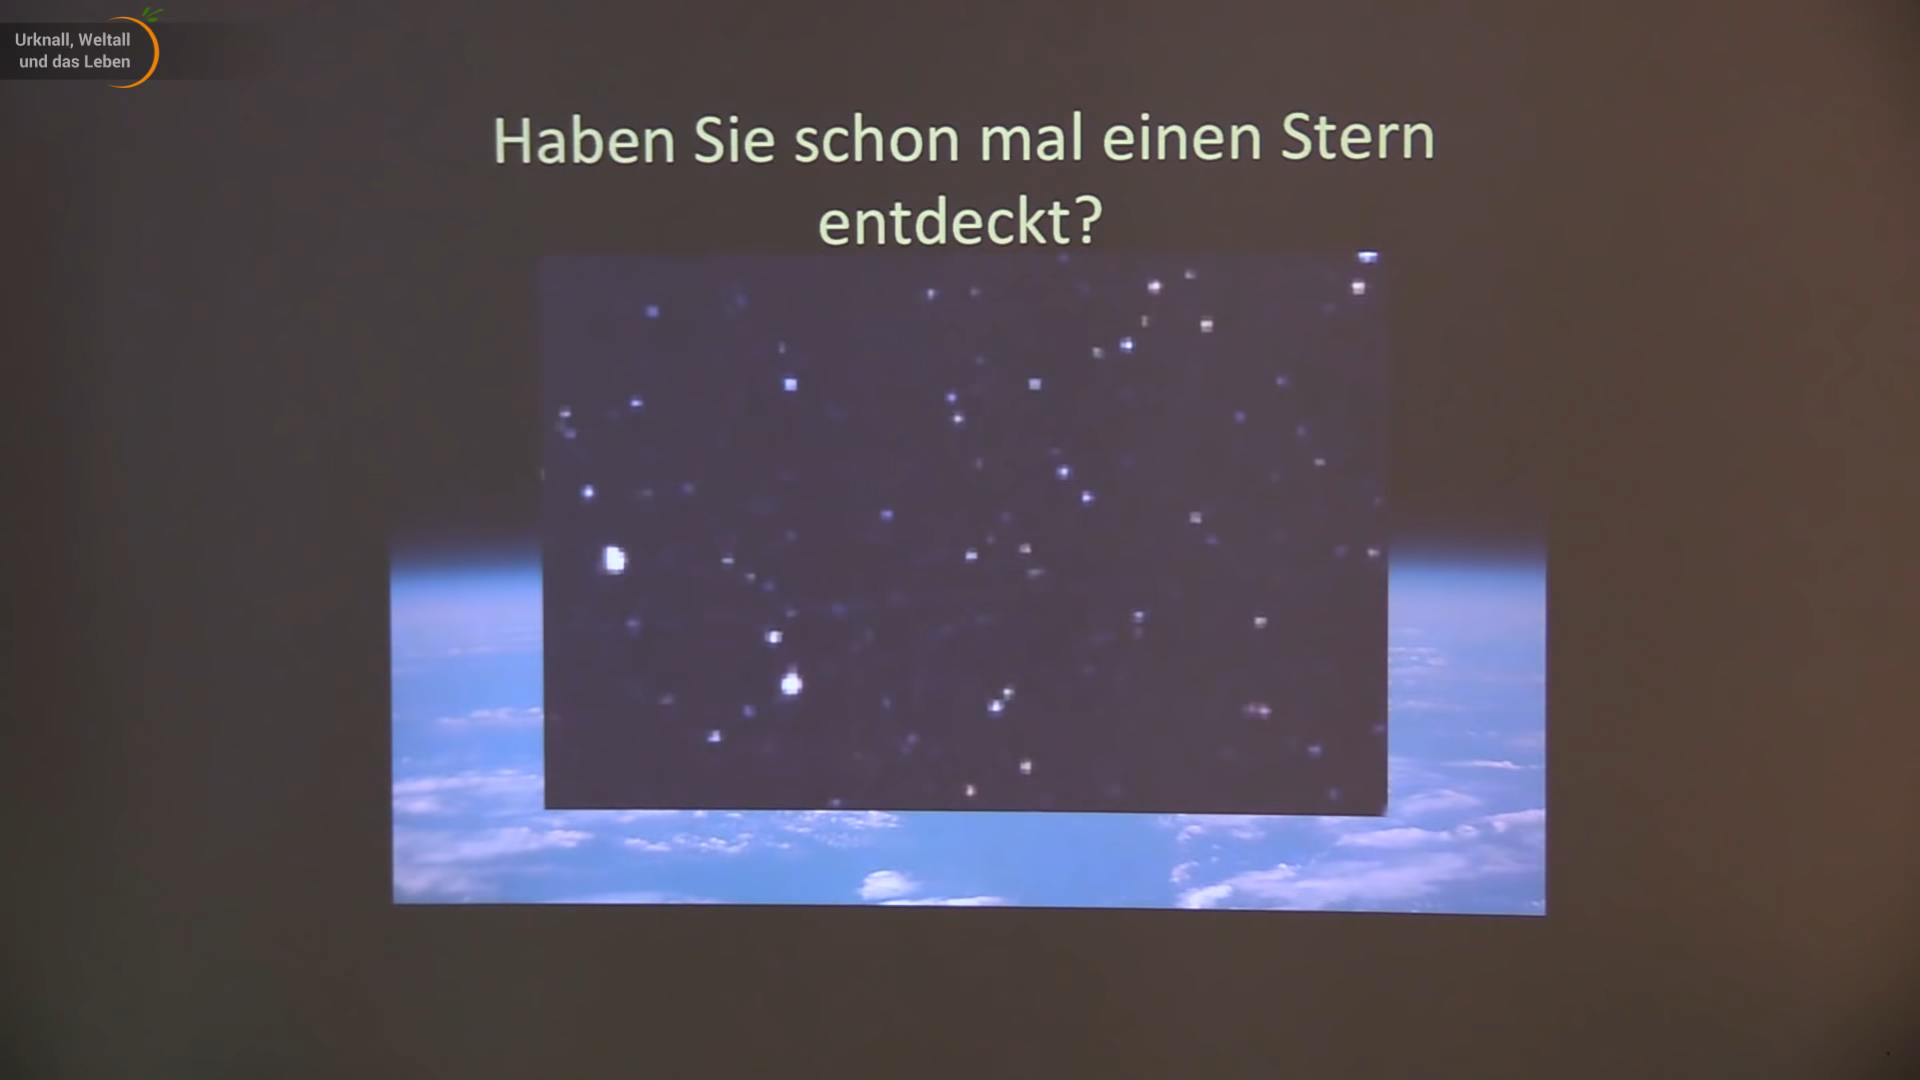 Urknall, Weltall
und das Leben
Haben Sie schon mal einen Stern
entdeckt?